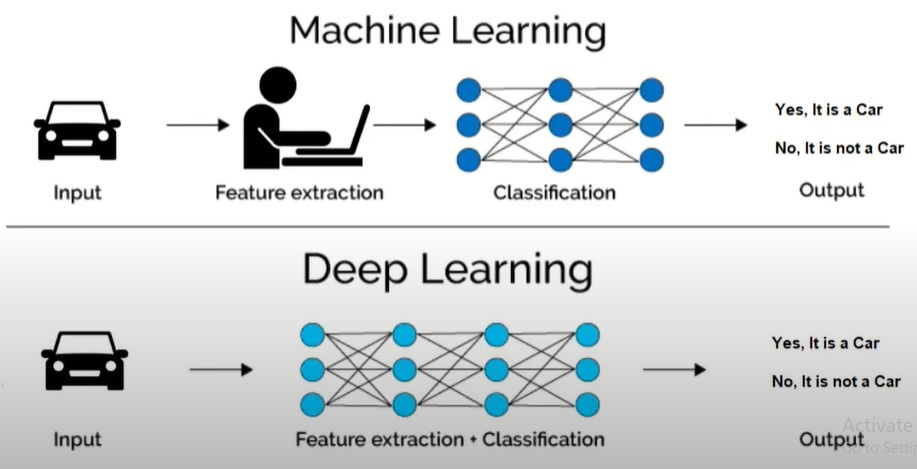 Machine Learning
Yes, It is a Car
No, It is not a Car
Input
Feature extraction
Classification
Output
Deep Learning
Yes, It is a Car
No, It is not a Car
Input
Feature extraction + Classification
Output
Activate